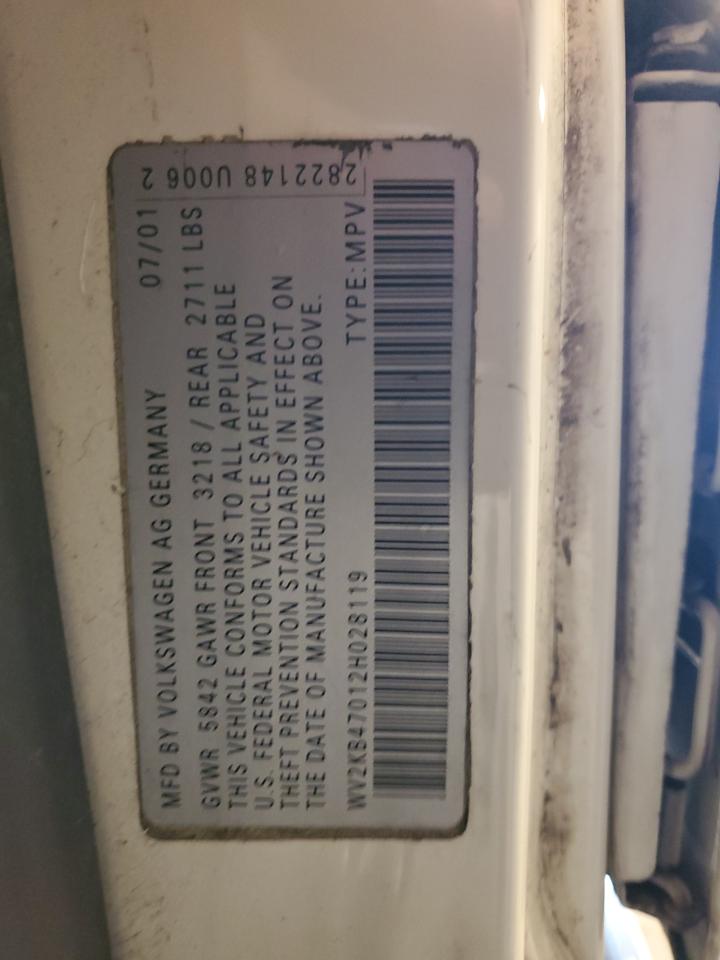 MFD BY VOLKSWAGEN AG GERMANY 07/01
GVWR 5842 GAWR FRONT 3218 / REAR 2711 LBS
THIS VEHICLE CONFORMS TO ALL APPLICABLE
U.S. FEDERAL MOTOR VEHICLE SAFETY AND
THEFT PREVENTION STANDARDS IN EFFECT ON
THE DATE OF MANUFACTURE SHOWN ABOVE.
WV2KB47012H028119 TYPE:MPV
2822148 U006 2